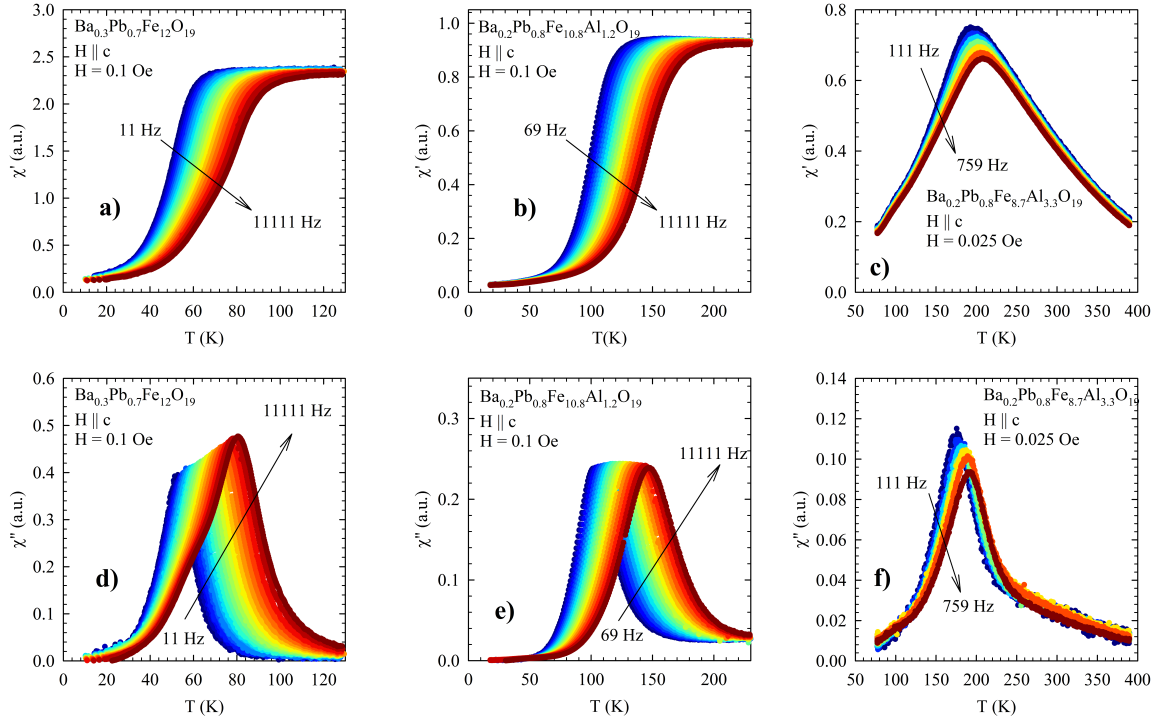 Ba0.3Pb0.7Fe12O19
H || c
H = 0.1 Oe
11 Hz
11111 Hz
a)
χ' (a.u.)
3.0
2.5
2.0
1.5
1.0
0.5
0.0
0 20 40 60 80 100 120
T (K)
Ba0.2Pb0.8Fe10.8Al1.2O19
H || c
H = 0.1 Oe
69 Hz
11111 Hz
b)
χ' (a.u.)
1.0
0.8
0.6
0.4
0.2
0.0
0 50 100 150 200
T(K)
111 Hz
759 Hz
Ba0.2Pb0.8Fe8.7Al3.3O19
H || c
H = 0.025 Oe
c)
χ' (a.u.)
0.8
0.6
0.4
0.2
0.0
50 100 150 200 250 300 350 400
T (K)
Ba0.3Pb0.7Fe12O19
H || c
H = 0.1 Oe
11111 Hz
11 Hz
d)
χ'' (a.u.)
0.6
0.5
0.4
0.3
0.2
0.1
0.0
0 20 40 60 80 100 120
T (K)
Ba0.2Pb0.8Fe10.8Al1.2O19
H || c
H = 0.1 Oe
11111 Hz
69 Hz
e)
χ'' (a.u.)
0.3
0.2
0.1
0.0
0 50 100 150 200
T (K)
Ba0.2Pb0.8Fe8.7Al3.3O19
H || c
H = 0.025 Oe
111 Hz
759 Hz
f)
χ'' (a.u.)
0.14
0.12
0.10
0.08
0.06
0.04
0.02
0.00
50 100 150 200 250 300 350 400
T (K)